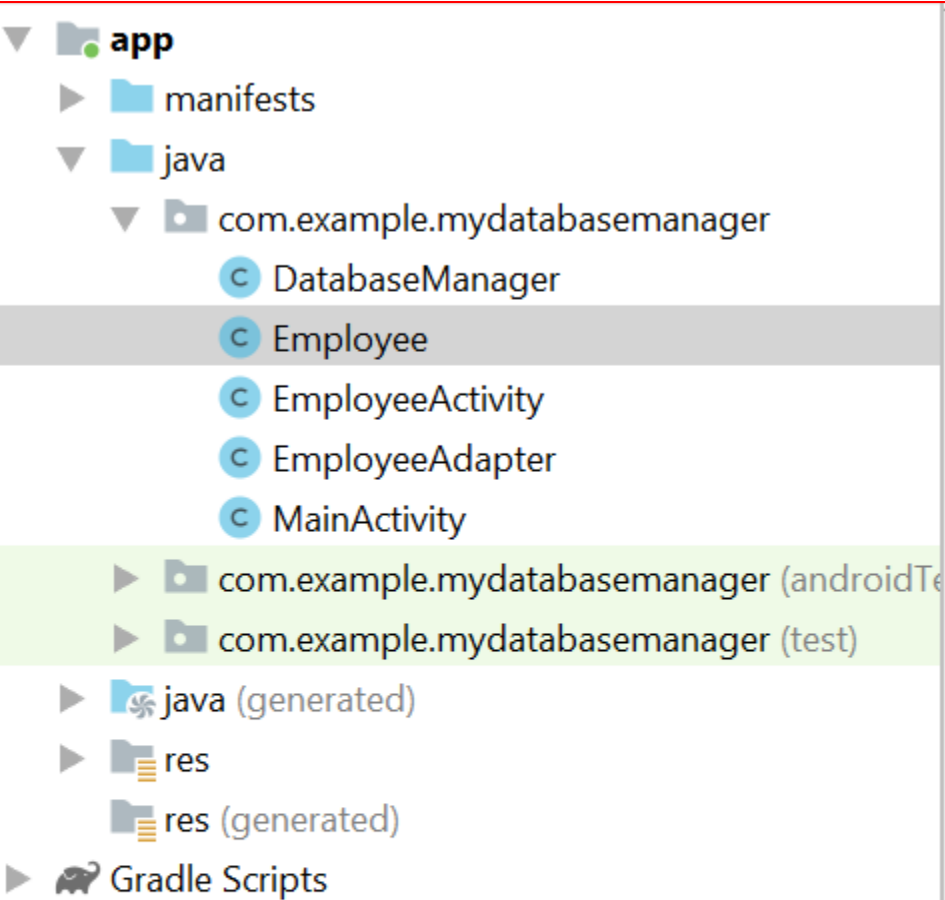 app
manifests
java
com.example.mydatabasemanager
C DatabaseManager
C Employee
C EmployeeActivity
C EmployeeAdapter
C MainActivity
com.example.mydatabasemanager (androidTe
com.example.mydatabasemanager (test)
java (generated)
res
res (generated)
Gradle Scripts